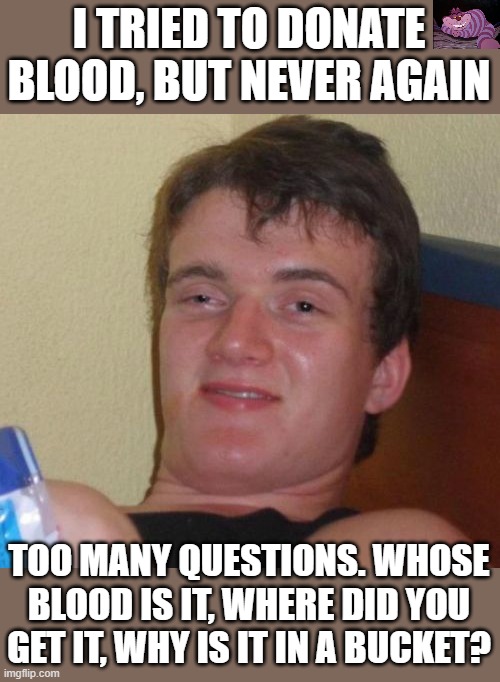 I TRIED TO DONATE
BLOOD, BUT NEVER AGAIN
TOO MANY QUESTIONS. WHOSE
BLOOD IS IT, WHERE DID YOU
GET IT, WHY IS IT IN A BUCKET?
imgflip.com